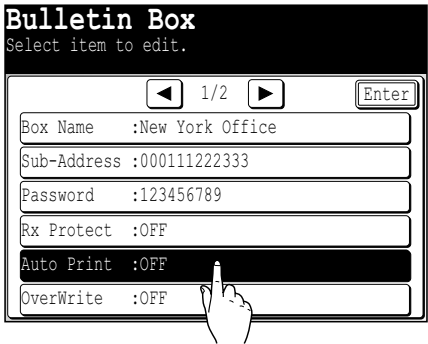 Bulletin Box
Select item to edit.
◀ 1/2 ▶ Enter
Box Name :New York Office
Sub-Address :000111222333
Password :123456789
Rx Protect :OFF
Auto Print :OFF
OverWrite :OFF